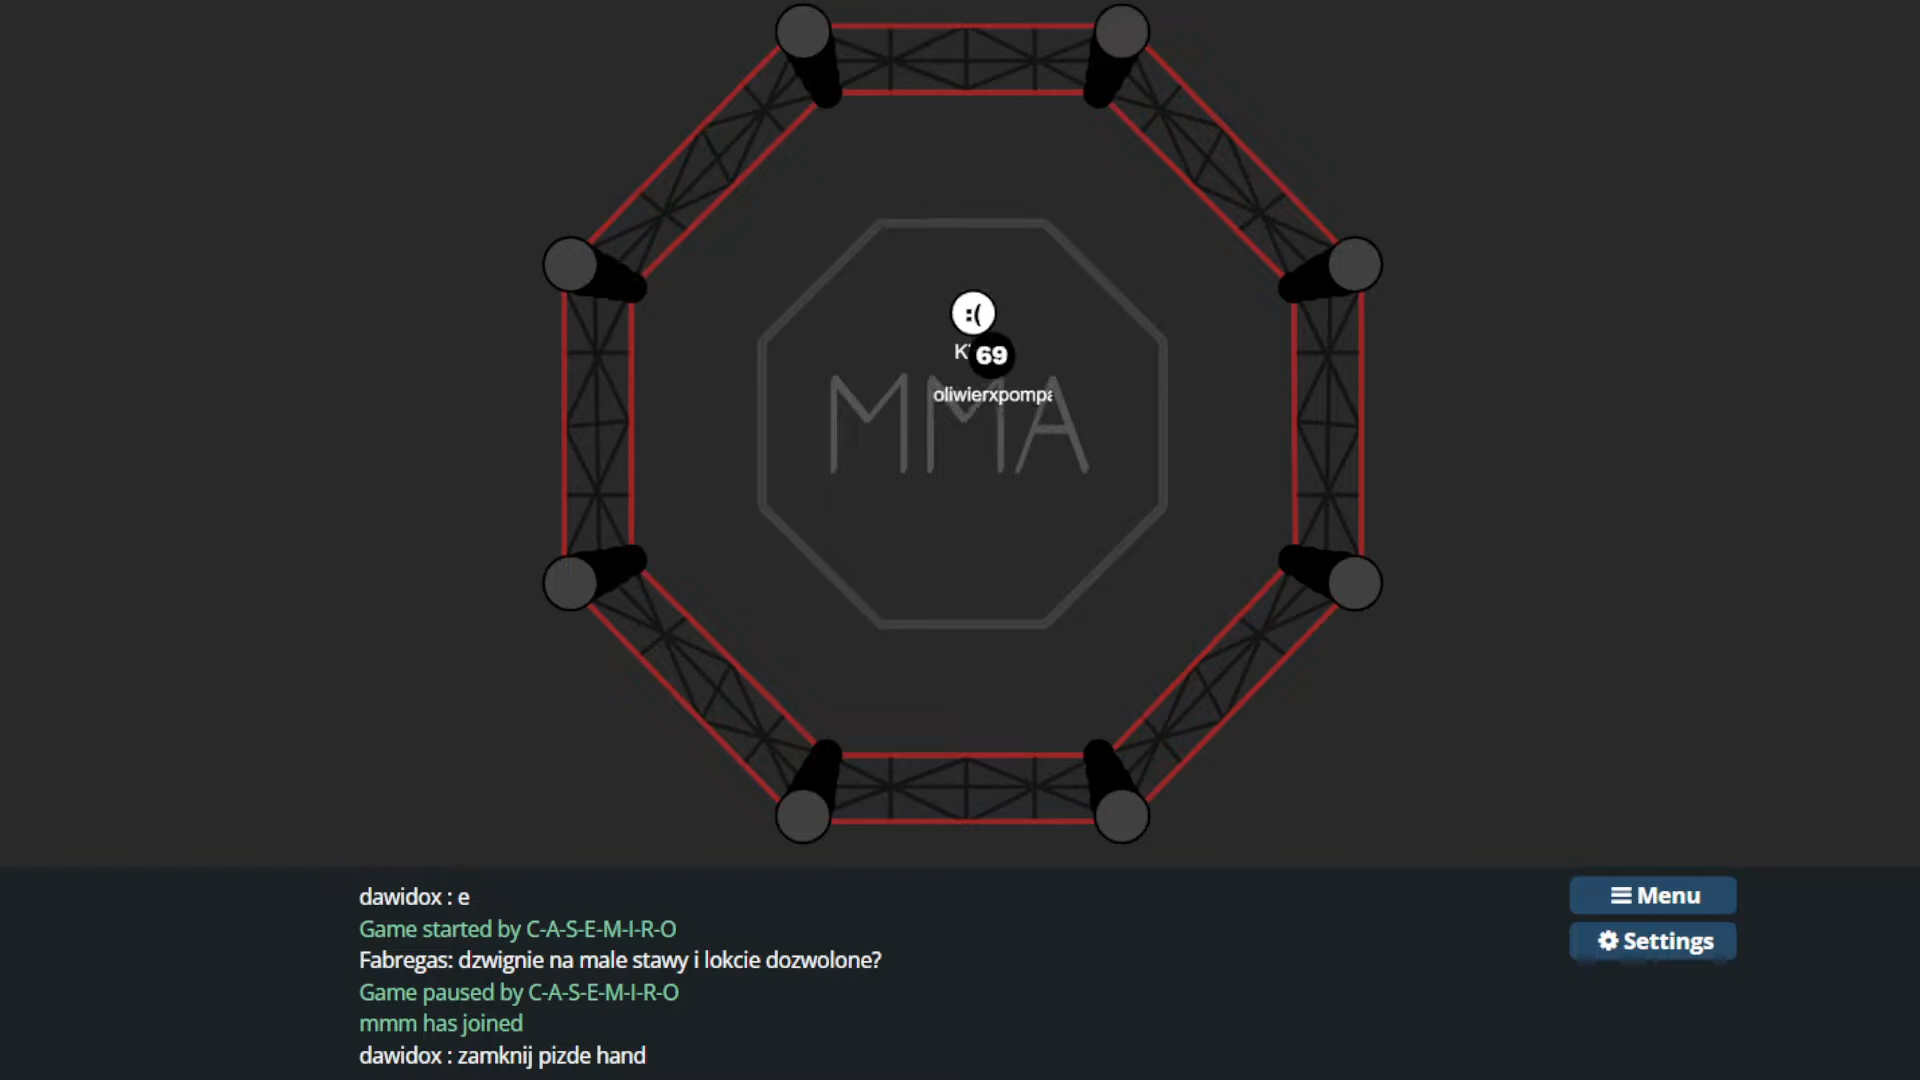 :(
69
oliwierxpomp
MMA
dawidox : e
Game started by C-A-S-E-M-I-R-O
Fabregas: dzwignie na male stawy i lokcie dozwolone?
Game paused by C-A-S-E-M-I-R-O
mmm has joined
dawidox : zamknij pizde hand
Menu
Settings